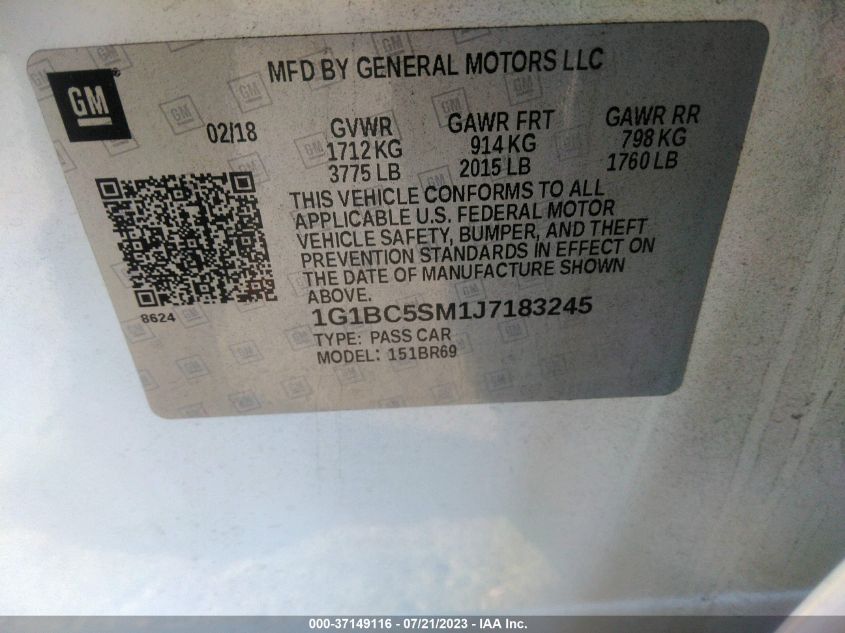 MFD BY GENERAL MOTORS LLC
GM
02/18 GVWR GAWR FRT GAWR RR
1712 KG 914 KG 798 KG
3775 LB 2015 LB 1760 LB
THIS VEHICLE CONFORMS TO ALL
APPLICABLE U.S. FEDERAL MOTOR
VEHICLE SAFETY, BUMPER, AND THEFT
PREVENTION STANDARDS IN EFFECT ON
THE DATE OF MANUFACTURE SHOWN
ABOVE.
8624
1G1BC5SM1J7183245
TYPE: PASS CAR
MODEL: 151BR69
000-37149116 - 07/21/2023 - IAA Inc.